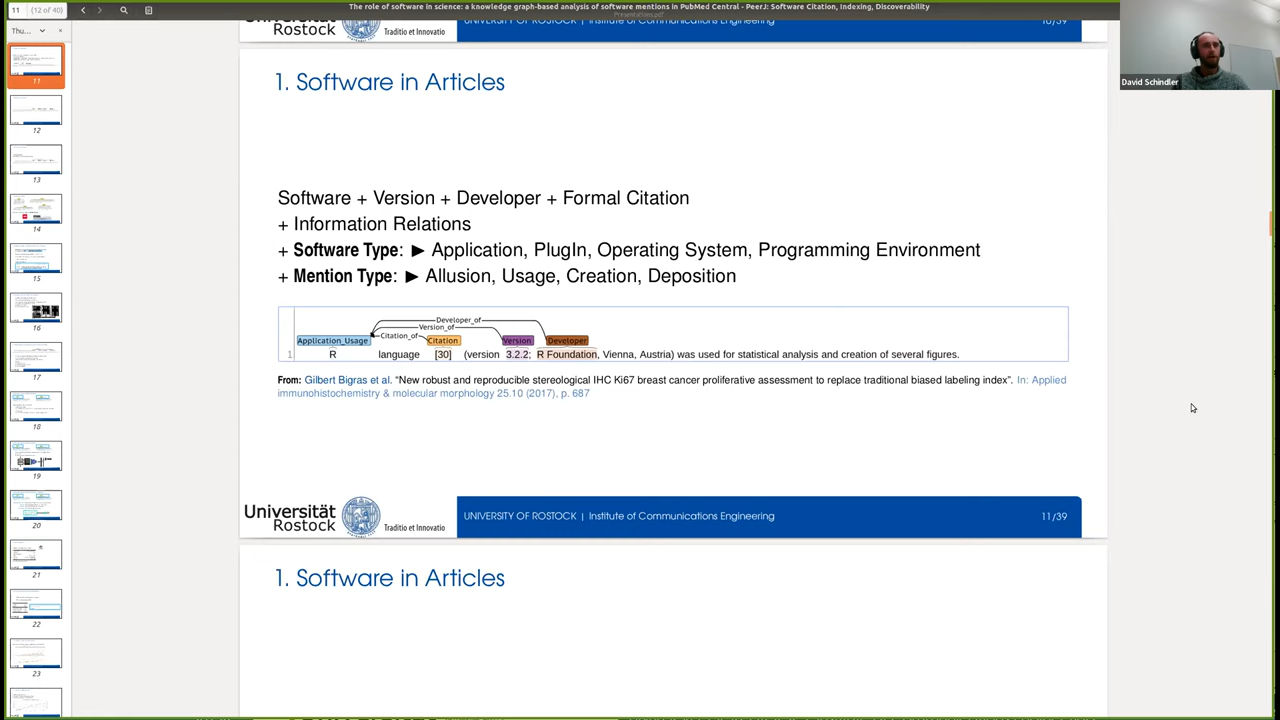 11 (12 of 40)
The role of software in science: a knowledge graph-based analysis of software mentions in PubMed Central - PeerJ: Software Citation, Indexing, Discoverability
Presentations.pdf
Thu...
David Schindler
Rostock
Traditio et Innovatio
UNIVERSITY OF ROSTOCK | Institute of Communications Engineering
10/39
1. Software in Articles
Software + Version + Developer + Formal Citation
+ Information Relations
+ Software Type: ► Application, PlugIn, Operating System, Programming Environment
+ Mention Type: ► Allusion, Usage, Creation, Deposition
Developer_of
Version_of
Citation_of
Application_Usage
Citation
Version
Developer
1
R language [30] 3.2.2; Foundation, Vienna, Austria) was used for statistical analysis and creation of several figures.
From: Gilbert Bigras et al. “New robust and reproducible stereological IHC Ki67 breast cancer proliferative assessment to replace traditional biased labeling index”. In: Applied
immunohistochemistry & molecular morphology 25.10 (2017), p. 687
Universität
Rostock
Traditio et Innovatio
UNIVERSITY OF ROSTOCK | Institute of Communications Engineering
11/39
1. Software in Articles
11
12
13
14
15
16
17
18
19
20
21
22
23